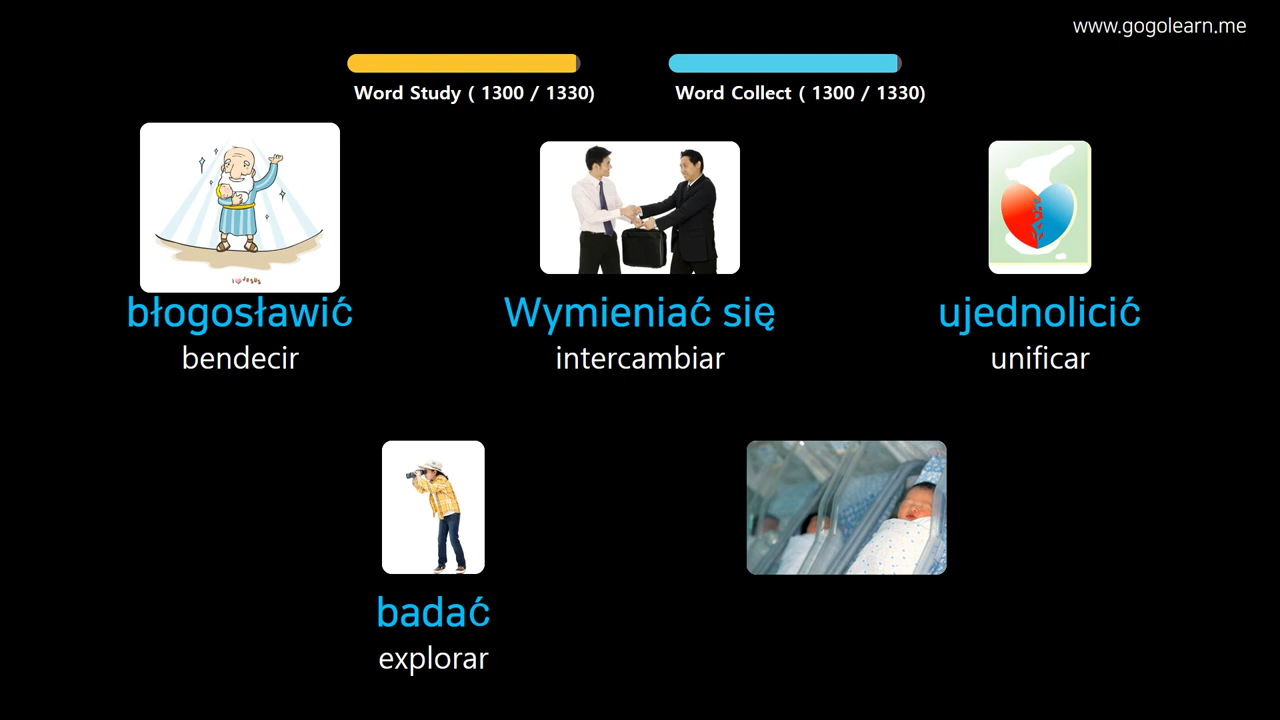 www.gogolearn.me
Word Study ( 1300 / 1330)
Word Collect ( 1300 / 1330)
błogosławić
bendecir
Wymieniać się
intercambiar
ujednolicić
unificar
badać
explorar